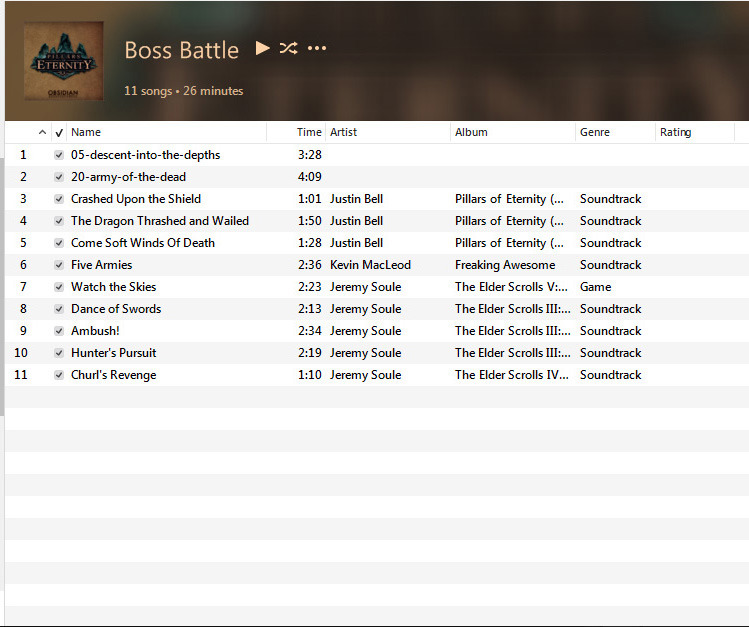 PILLARS
OF
ETERNITY
OBSIDIAN
Boss Battle
11 songs • 26 minutes
Name Time Artist Album Genre Rating
1 05-descent-into-the-depths 3:28
2 20-army-of-the-dead 4:09
3 Crashed Upon the Shield 1:01 Justin Bell Pillars of Eternity (... Soundtrack
4 The Dragon Thrashed and Wailed 1:50 Justin Bell Pillars of Eternity (... Soundtrack
5 Come Soft Winds Of Death 1:28 Justin Bell Pillars of Eternity (... Soundtrack
6 Five Armies 2:36 Kevin MacLeod Freaking Awesome Soundtrack
7 Watch the Skies 2:23 Jeremy Soule The Elder Scrolls V:... Game
8 Dance of Swords 2:13 Jeremy Soule The Elder Scrolls III:... Soundtrack
9 Ambush! 2:34 Jeremy Soule The Elder Scrolls III:... Soundtrack
10 Hunter's Pursuit 2:19 Jeremy Soule The Elder Scrolls III:... Soundtrack
11 Churl's Revenge 1:10 Jeremy Soule The Elder Scrolls IV... Soundtrack